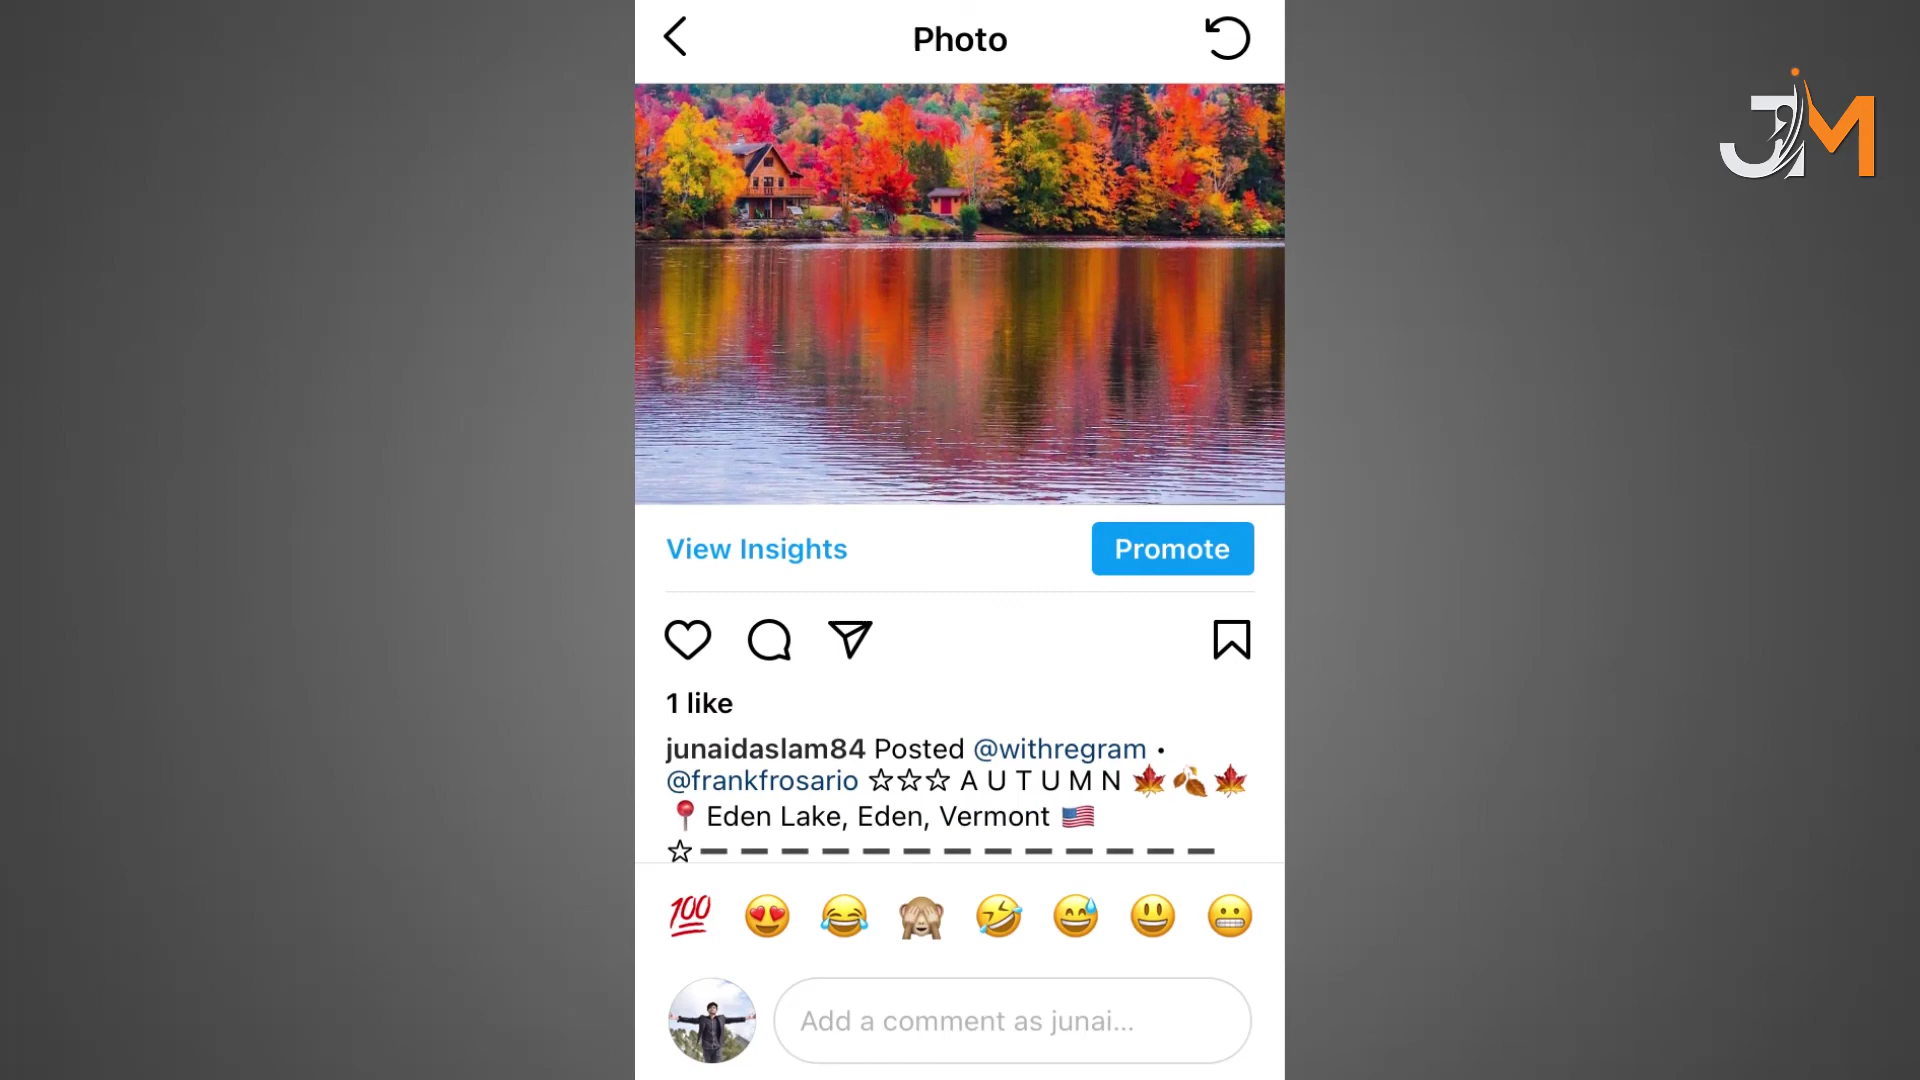 Photo
JM
View Insights
Promote
1 like
junaidaslam84 Posted @withregram •
@frankfrosario ☆☆☆ A U T U M N 🍁🍂🍁
📍 Eden Lake, Eden, Vermont 🇺🇸
☆➖➖➖➖➖➖➖➖➖➖➖➖➖
💯😍😂🙈🤣😅😃😬
Add a comment as junai...